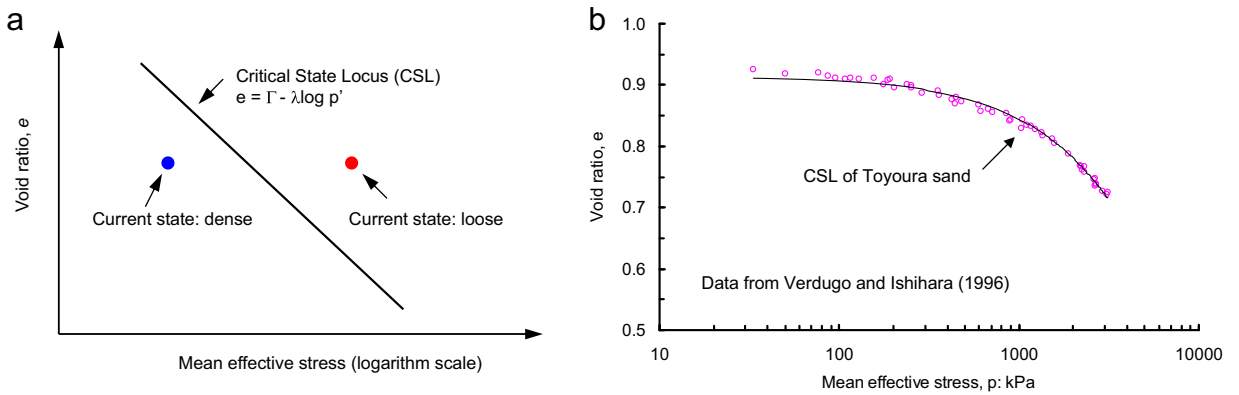 a
Void ratio, e
Critical State Locus (CSL)
e = Γ - λlog p'
Current state: dense
Current state: loose
Mean effective stress (logarithm scale)
b
Void ratio, e
1.0
0.9
0.8
0.7
0.6
0.5
CSL of Toyoura sand
Data from Verdugo and Ishihara (1996)
10
100
1000
10000
Mean effective stress, p: kPa